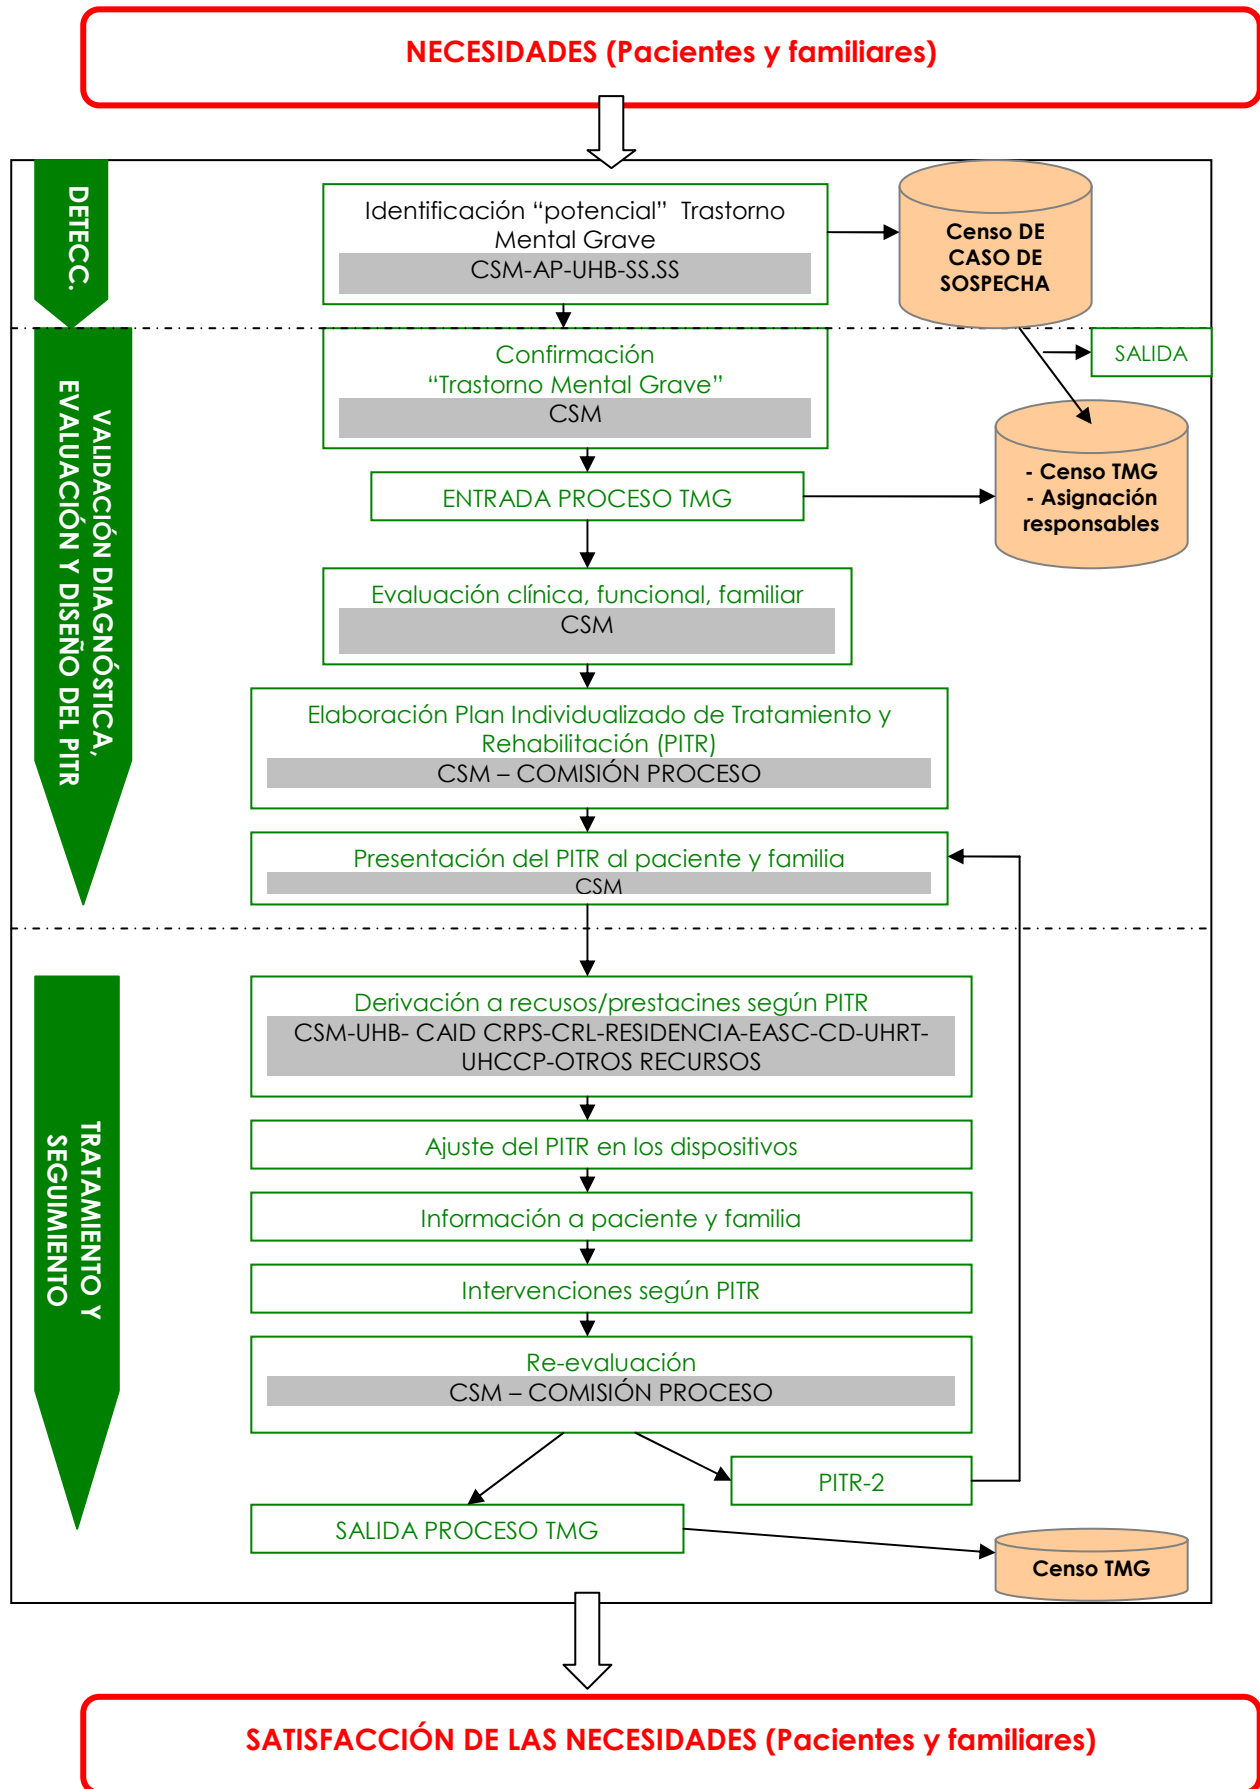 NECESIDADES (Pacientes y familiares)
DETECC.
Identificación “potencial” Trastorno
Mental Grave
CSM-AP-UHB-SS.SS
Censo DE
CASO DE
SOSPECHA
VALIDACIÓN DIAGNÓSTICA,
EVALUACIÓN Y DISEÑO DEL PITR
Confirmación
“Trastorno Mental Grave”
CSM
SALIDA
ENTRADA PROCESO TMG
- Censo TMG
- Asignación
responsables
Evaluación clínica, funcional, familiar
CSM
Elaboración Plan Individualizado de Tratamiento y
Rehabilitación (PITR)
CSM – COMISIÓN PROCESO
Presentación del PITR al paciente y familia
CSM
TRATAMIENTO Y
SEGUIMIENTO
Derivación a recusos/prestacines según PITR
CSM-UHB- CAID CRPS-CRL-RESIDENCIA-EASC-CD-UHRT-
UHCCP-OTROS RECURSOS
Ajuste del PITR en los dispositivos
Información a paciente y familia
Intervenciones según PITR
Re-evaluación
CSM – COMISIÓN PROCESO
PITR-2
SALIDA PROCESO TMG
Censo TMG
SATISFACCIÓN DE LAS NECESIDADES (Pacientes y familiares)